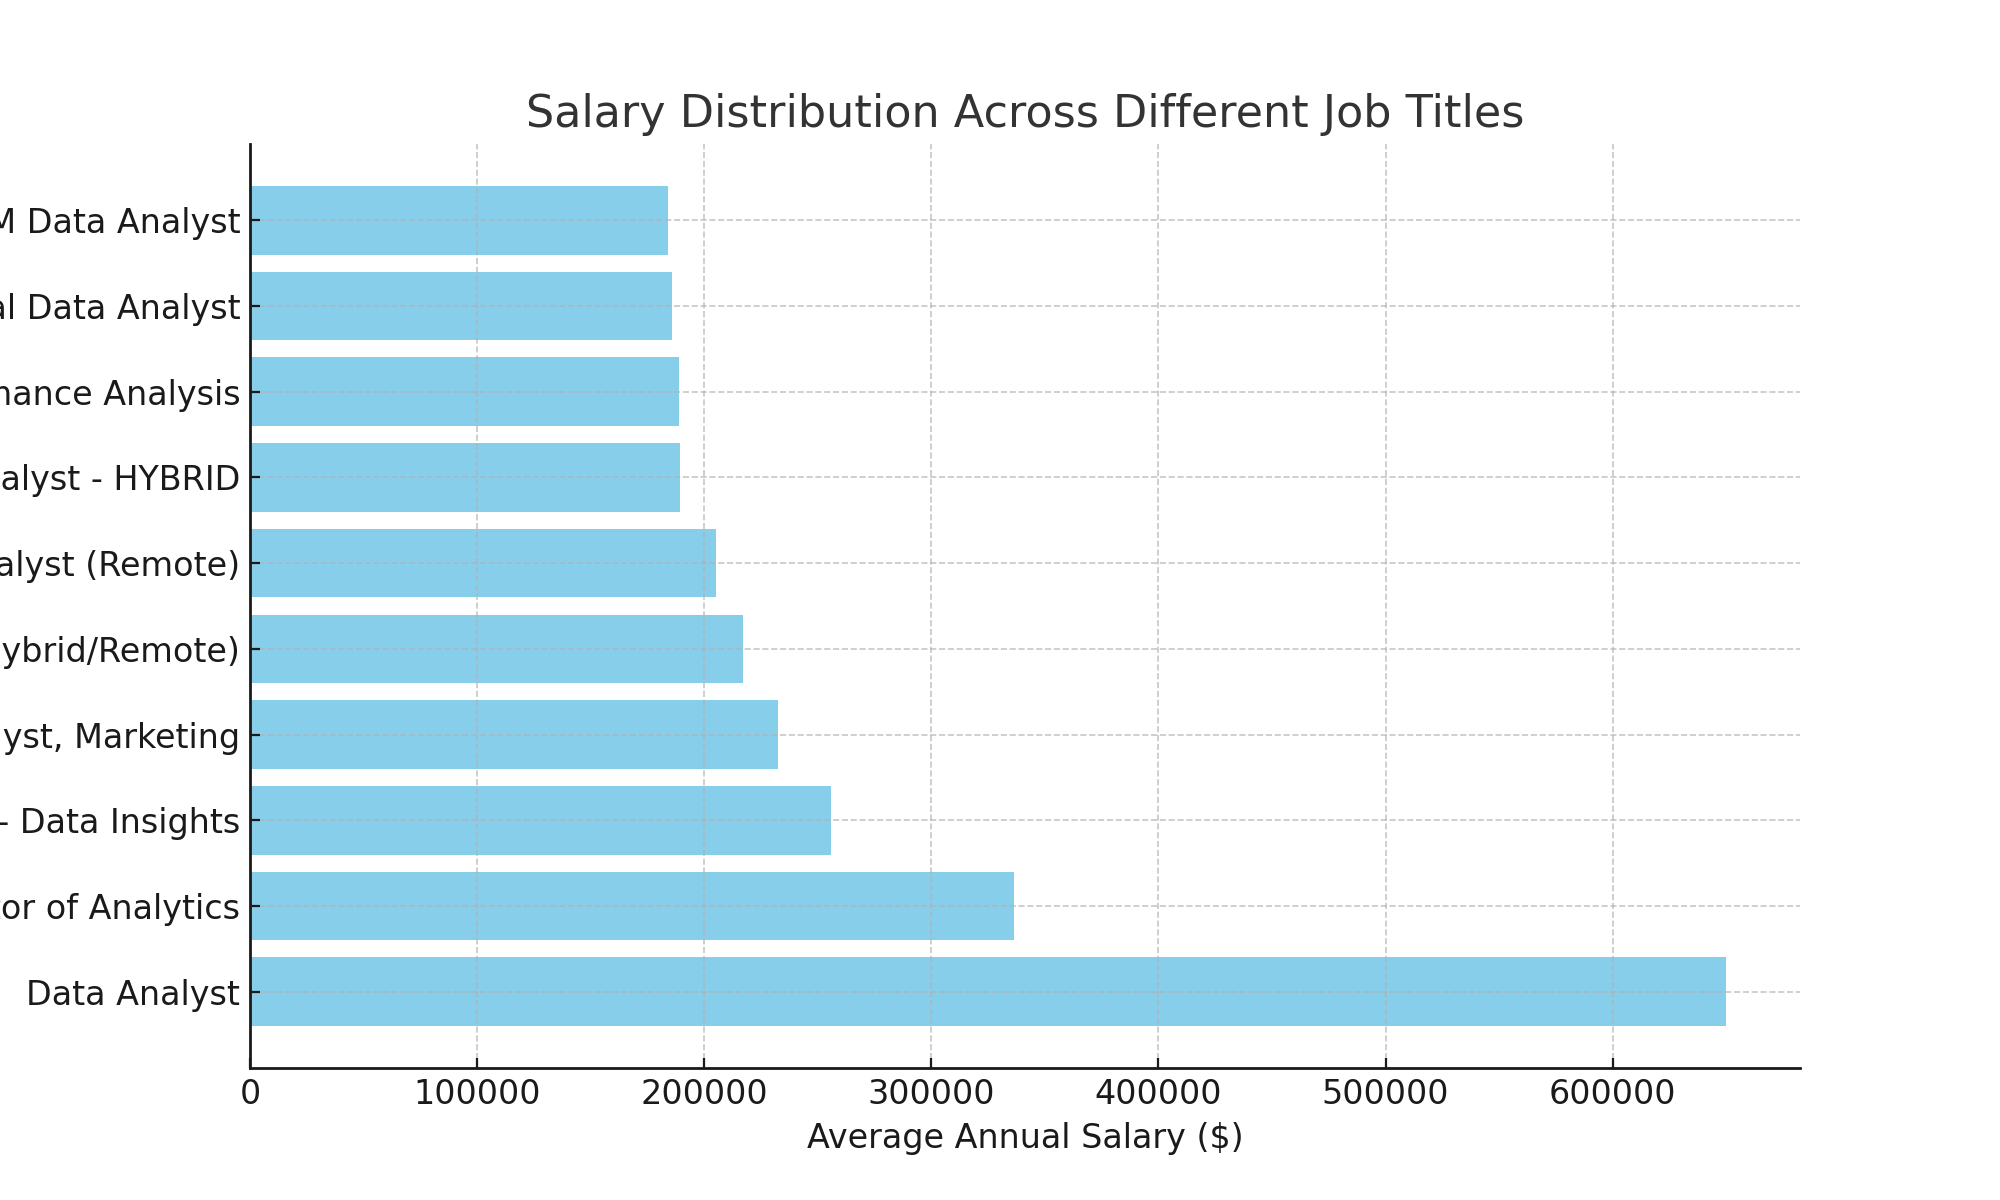 Salary Distribution Across Different Job Titles
M Data Analyst
al Data Analyst
nance Analysis
alyst - HYBRID
alyst (Remote)
ybrid/Remote)
yst, Marketing
- Data Insights
or of Analytics
Data Analyst
0 100000 200000 300000 400000 500000 600000
Average Annual Salary ($)